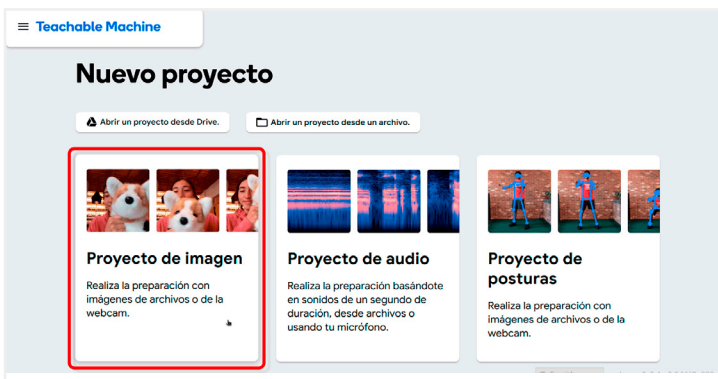 Teachable Machine
Nuevo proyecto
Abrir un proyecto desde Drive.
Abrir un proyecto desde un archivo.
Proyecto de imagen
Realiza la preparación con
imágenes de archivos o de la
webcam.
Proyecto de audio
Realiza la preparación basándote
en sonidos de un segundo de
duración, desde archivos o
usando tu micrófono.
Proyecto de
posturas
Realiza la preparación con
imágenes de archivos o de la
webcam.